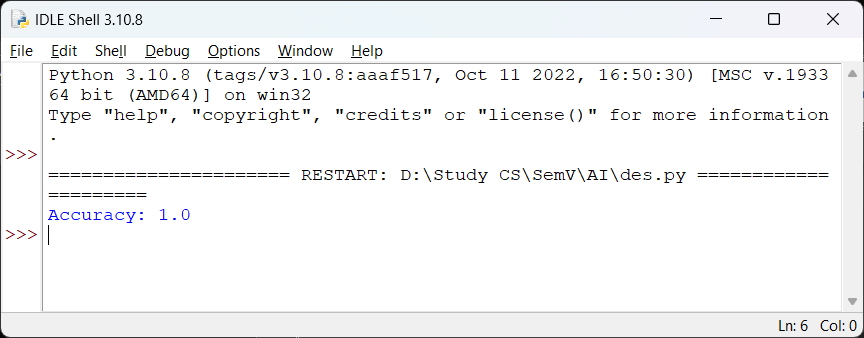 IDLE Shell 3.10.8
File Edit Shell Debug Options Window Help
Python 3.10.8 (tags/v3.10.8:aaaf517, Oct 11 2022, 16:50:30) [MSC v.1933
64 bit (AMD64)] on win32
Type "help", "copyright", "credits" or "license()" for more information
.
>>>
====================== RESTART: D:\Study CS\SemV\AI\des.py ============
=========
Accuracy: 1.0
>>>
Ln: 6 Col: 0